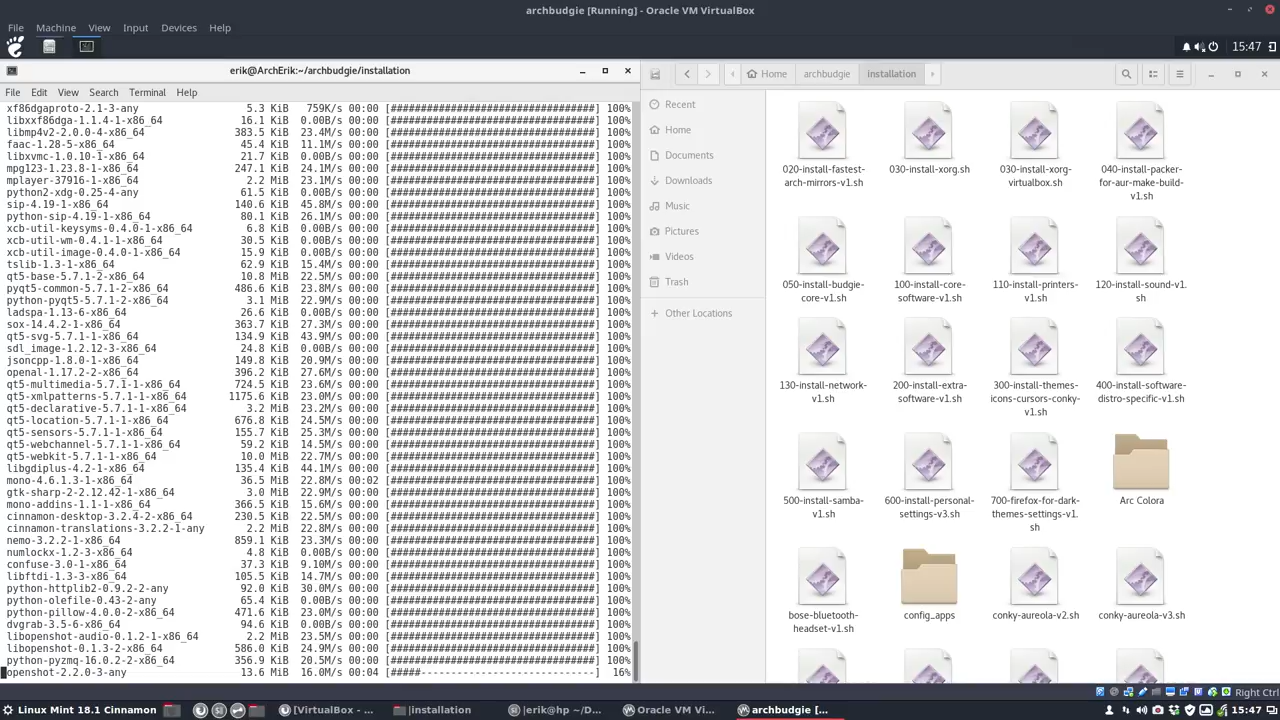 archbudgie [Running] - Oracle VM VirtualBox
File Machine View Input Devices Help
15:47
erik@ArchErik:~/archbudgie/installation
File Edit View Search Terminal Help
xf86dgaproto-2.1-3-any 5.3 KiB 759K/s 00:00 [##################################] 100%
libxxf86dga-1.1.4-1-x86_64 16.1 KiB 0.00B/s 00:00 [##################################] 100%
libmp4v2-2.0.0-4-x86_64 383.5 KiB 23.4M/s 00:00 [##################################] 100%
faac-1.28-5-x86_64 45.4 KiB 11.1M/s 00:00 [##################################] 100%
libxvmc-1.0.10-1-x86_64 21.7 KiB 0.00B/s 00:00 [##################################] 100%
mpg123-1.23.8-1-x86_64 247.1 KiB 24.1M/s 00:00 [##################################] 100%
mplayer-37916-1-x86_64 2.2 MiB 23.1M/s 00:00 [##################################] 100%
python2-xdg-0.25-4-any 61.5 KiB 0.00B/s 00:00 [##################################] 100%
sip-4.19-1-x86_64 140.6 KiB 45.8M/s 00:00 [##################################] 100%
python-sip-4.19-1-x86_64 80.1 KiB 26.1M/s 00:00 [##################################] 100%
xcb-util-keysyms-0.4.0-1-x86_64 6.8 KiB 0.00B/s 00:00 [##################################] 100%
xcb-util-wm-0.4.1-1-x86_64 30.5 KiB 0.00B/s 00:00 [##################################] 100%
xcb-util-image-0.4.0-1-x86_64 15.9 KiB 0.00B/s 00:00 [##################################] 100%
tslib-1.3-1-x86_64 62.9 KiB 15.4M/s 00:00 [##################################] 100%
qt5-base-5.7.1-2-x86_64 10.8 MiB 22.5M/s 00:00 [##################################] 100%
pyqt5-common-5.7.1-2-x86_64 486.6 KiB 23.8M/s 00:00 [##################################] 100%
python-pyqt5-5.7.1-2-x86_64 3.1 MiB 22.9M/s 00:00 [##################################] 100%
ladspa-1.13-6-x86_64 26.6 KiB 0.00B/s 00:00 [##################################] 100%
sox-14.4.2-1-x86_64 363.7 KiB 27.3M/s 00:00 [##################################] 100%
qt5-svg-5.7.1-1-x86_64 134.9 KiB 43.9M/s 00:00 [##################################] 100%
sdl_image-1.2.12-3-x86_64 24.8 KiB 0.00B/s 00:00 [##################################] 100%
jsoncpp-1.8.0-1-x86_64 149.8 KiB 20.9M/s 00:00 [##################################] 100%
openal-1.17.2-2-x86_64 396.2 KiB 27.6M/s 00:00 [##################################] 100%
qt5-multimedia-5.7.1-1-x86_64 724.5 KiB 23.6M/s 00:00 [##################################] 100%
qt5-xmlpatterns-5.7.1-1-x86_64 1175.6 KiB 23.0M/s 00:00 [##################################] 100%
qt5-declarative-5.7.1-1-x86_64 3.2 MiB 23.2M/s 00:00 [##################################] 100%
qt5-location-5.7.1-1-x86_64 676.8 KiB 24.5M/s 00:00 [##################################] 100%
qt5-sensors-5.7.1-1-x86_64 155.7 KiB 25.3M/s 00:00 [##################################] 100%
qt5-webchannel-5.7.1-1-x86_64 59.2 KiB 14.5M/s 00:00 [##################################] 100%
qt5-webkit-5.7.1-1-x86_64 10.0 MiB 22.7M/s 00:00 [##################################] 100%
libgdiplus-4.2-1-x86_64 135.4 KiB 44.1M/s 00:00 [##################################] 100%
mono-4.6.1.3-1-x86_64 36.5 MiB 22.8M/s 00:02 [##################################] 100%
gtk-sharp-2-2.12.42-1-x86_64 3.0 MiB 22.9M/s 00:00 [##################################] 100%
mono-addins-1.1-1-x86_64 366.5 KiB 15.6M/s 00:00 [##################################] 100%
cinnamon-desktop-3.2.4-2-x86_64 230.5 KiB 22.5M/s 00:00 [##################################] 100%
cinnamon-translations-3.2.2-1-any 2.2 MiB 22.8M/s 00:00 [##################################] 100%
nemo-3.2.2-1-x86_64 859.1 KiB 23.3M/s 00:00 [##################################] 100%
numlockx-1.2-3-x86_64 4.8 KiB 0.00B/s 00:00 [##################################] 100%
confuse-3.0-1-x86_64 37.3 KiB 9.10M/s 00:00 [##################################] 100%
libftdi-1.3-3-x86_64 105.5 KiB 14.7M/s 00:00 [##################################] 100%
python-httplib2-0.9.2-2-any 92.0 KiB 30.0M/s 00:00 [##################################] 100%
python-olefile-0.43-2-any 65.4 KiB 0.00B/s 00:00 [##################################] 100%
python-pillow-4.0.0-2-x86_64 471.6 KiB 23.0M/s 00:00 [##################################] 100%
dvgrab-3.5-6-x86_64 94.6 KiB 0.00B/s 00:00 [##################################] 100%
libopenshot-audio-0.1.2-1-x86_64 2.2 MiB 23.5M/s 00:00 [##################################] 100%
libopenshot-0.1.3-2-x86_64 586.0 KiB 24.9M/s 00:00 [##################################] 100%
python-pyzmq-16.0.2-2-x86_64 356.9 KiB 20.5M/s 00:00 [##################################] 100%
openshot-2.2.0-3-any 13.6 MiB 16.0M/s 00:04 [#####-----------------------------] 16%
Home archbudgie installation
Recent
Home
Documents
Downloads
Music
Pictures
Videos
Trash
Other Locations
020-install-fastest-
arch-mirrors-v1.sh
030-install-xorg.sh
030-install-xorg-
virtualbox.sh
040-install-packer-
for-aur-make-build-
v1.sh
050-install-budgie-
core-v1.sh
100-install-core-
software-v1.sh
110-install-printers-
v1.sh
120-install-sound-v1.
sh
130-install-network-
v1.sh
200-install-extra-
software-v1.sh
300-install-themes-
icons-cursors-conky-
v1.sh
400-install-software-
distro-specific-v1.sh
500-install-samba-
v1.sh
600-install-personal-
settings-v3.sh
700-firefox-for-dark-
themes-settings-v1.
sh
Arc Colora
bose-bluetooth-
headset-v1.sh
config_apps
conky-aureola-v2.sh
conky-aureola-v3.sh
Right Ctrl
Linux Mint 18.1 Cinnamon [VirtualBox - ... |installation |erik@hp ~/D... Oracle VM Vi... archbudgie [... 15:47